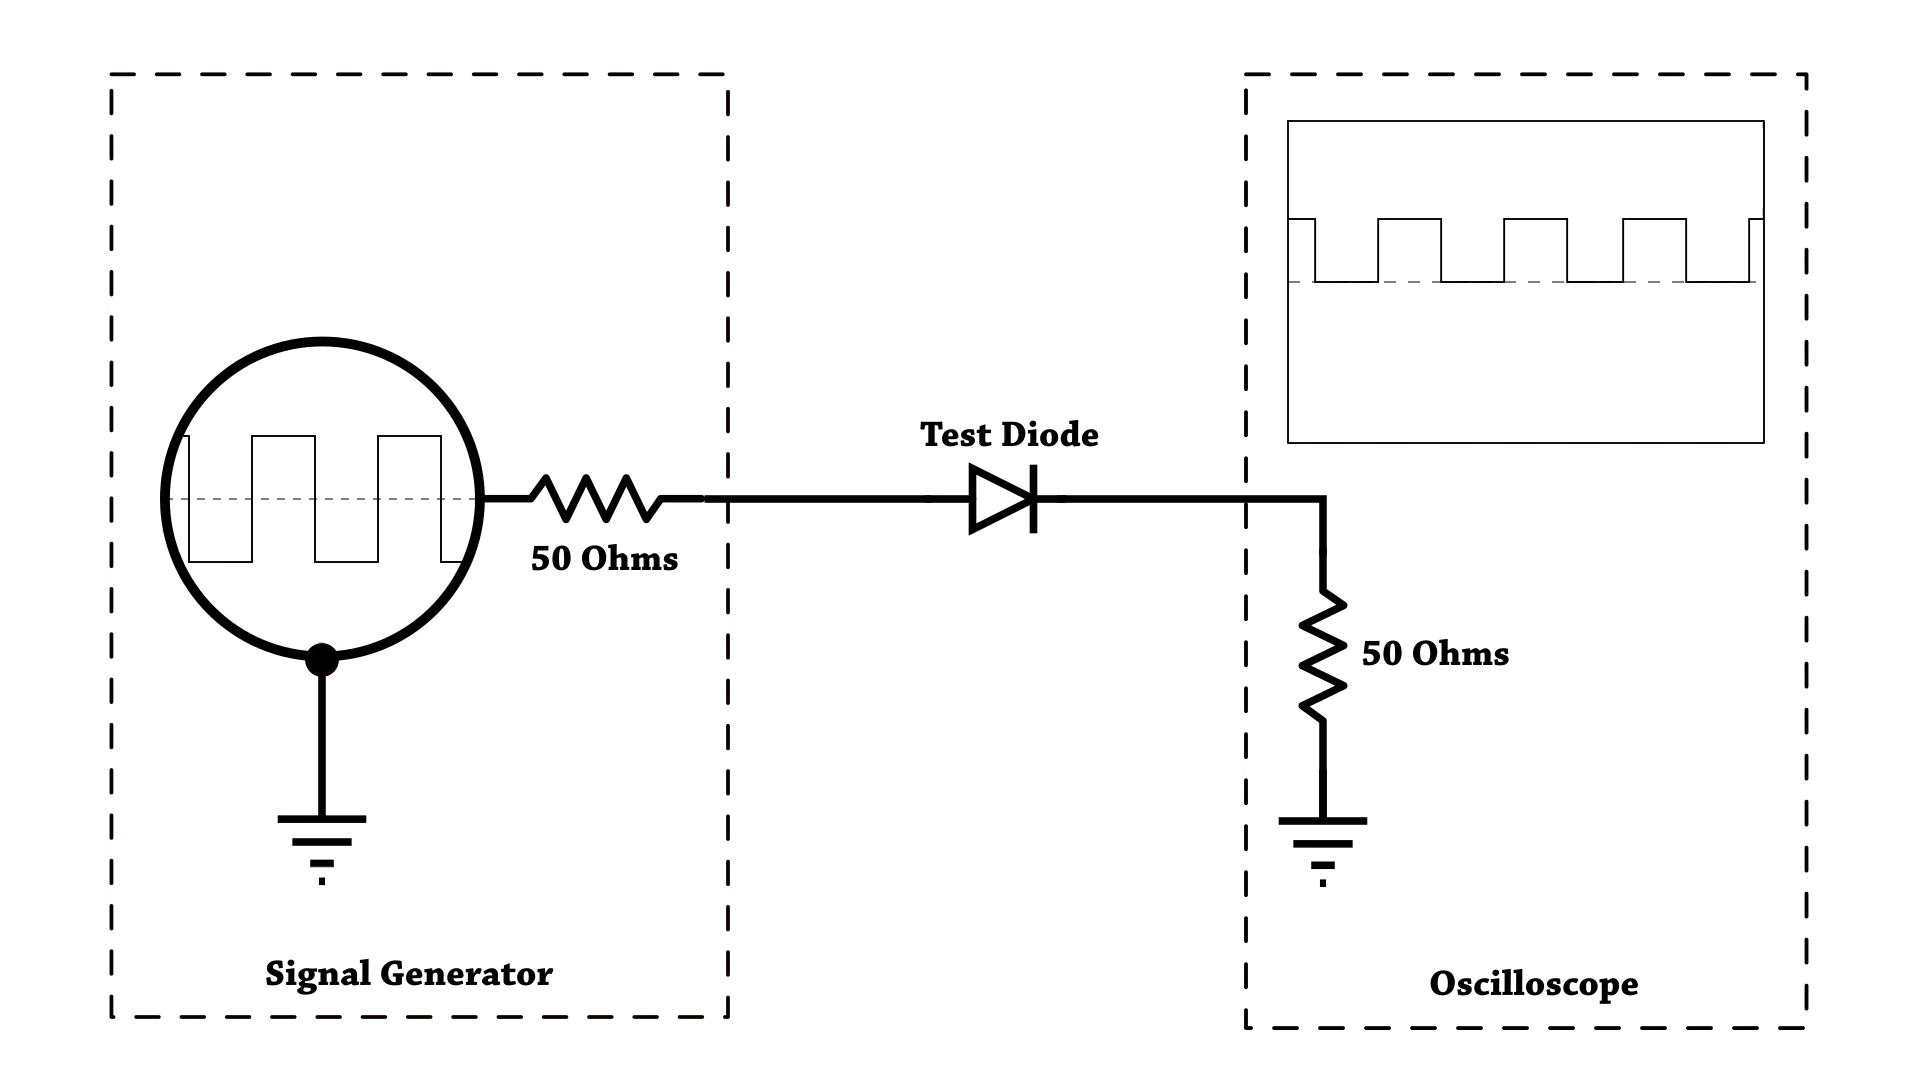 Test Diode
50 Ohms
50 Ohms
Signal Generator
Oscilloscope